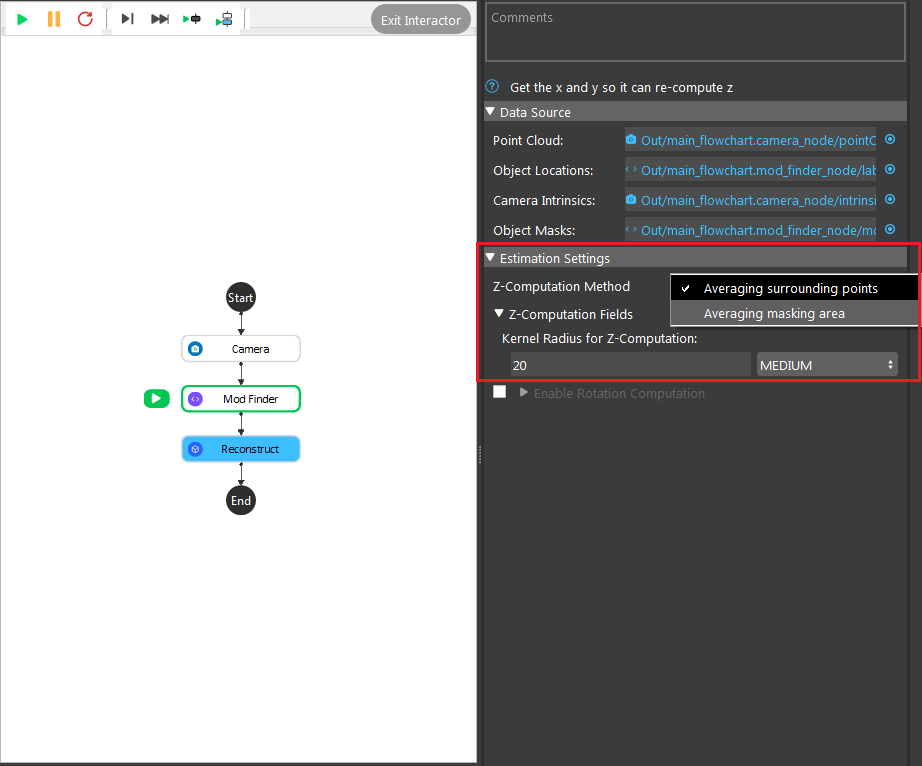 Exit Interactor
Start
Camera
Mod Finder
Reconstruct
End
Comments
Get the x and y so it can re-compute z
Data Source
Point Cloud: Out/main_flowchart.camera_node/pointC
Object Locations: Out/main_flowchart.mod_finder_node/lab
Camera Intrinsics: Out/main_flowchart.camera_node/intrinsi
Object Masks: Out/main_flowchart.mod_finder_node/mo
Estimation Settings
Z-Computation Method
Averaging surrounding points
Averaging masking area
Z-Computation Fields
Kernel Radius for Z-Computation:
20 MEDIUM
Enable Rotation Computation